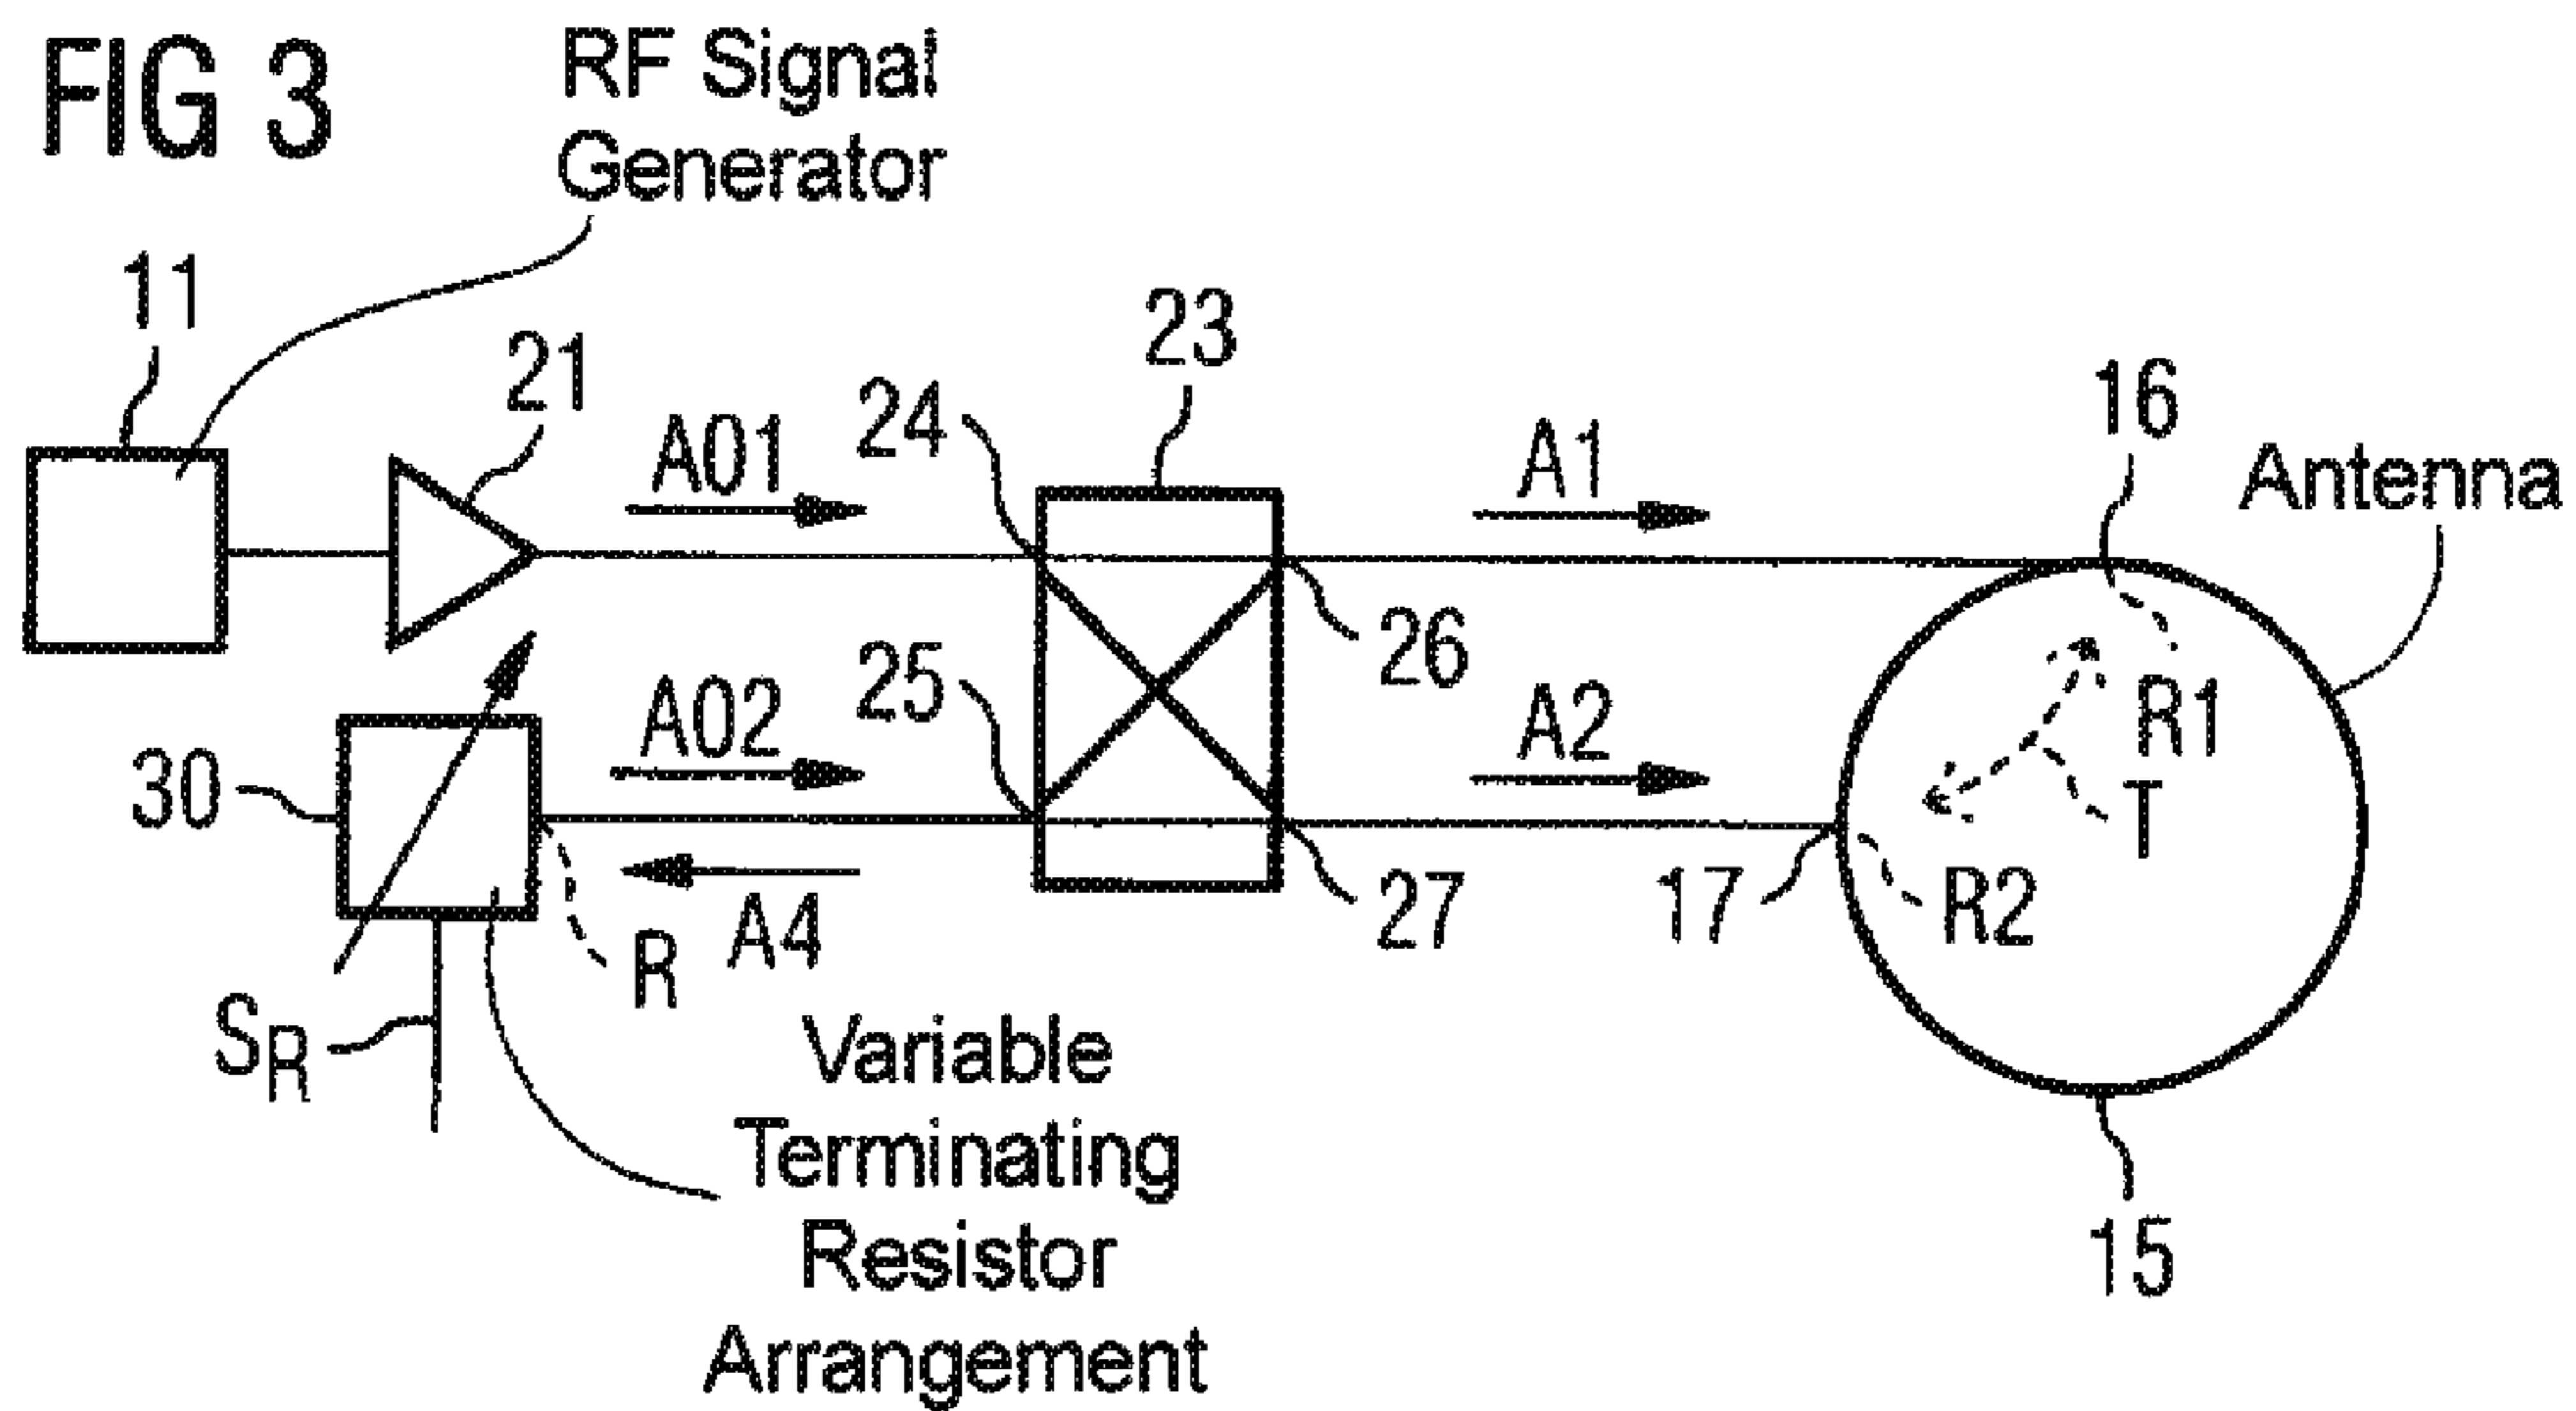 FIG 3
RF Signal
Generator
11
21
A01
24
23
A1
16
Antenna
30
A02
25
26
A2
R1
T
SR
R
A4
27
17
R2
15
Variable
Terminating
Resistor
Arrangement